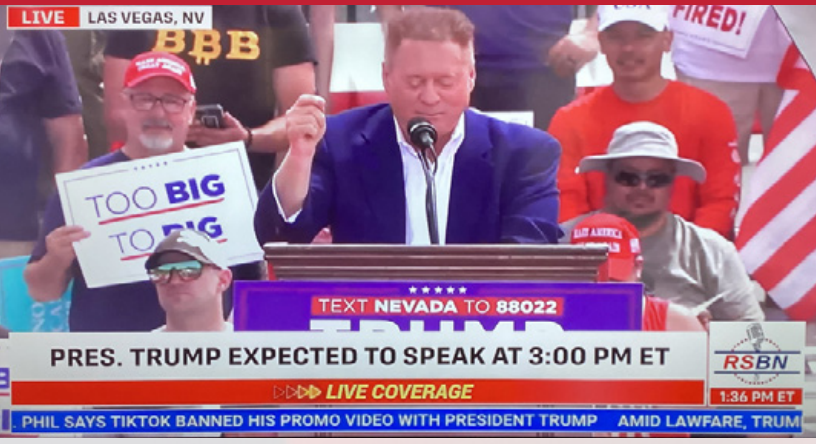 LIVE LAS VEGAS, NV
BBB
FIRED!
TOO BIG
TO RIG
TEXT NEVADA TO 88022
TRUMP
PRES. TRUMP EXPECTED TO SPEAK AT 3:00 PM ET
LIVE COVERAGE
RSBN
1:36 PM ET
. PHIL SAYS TIKTOK BANNED HIS PROMO VIDEO WITH PRESIDENT TRUMP AMID LAWFARE, TRUM